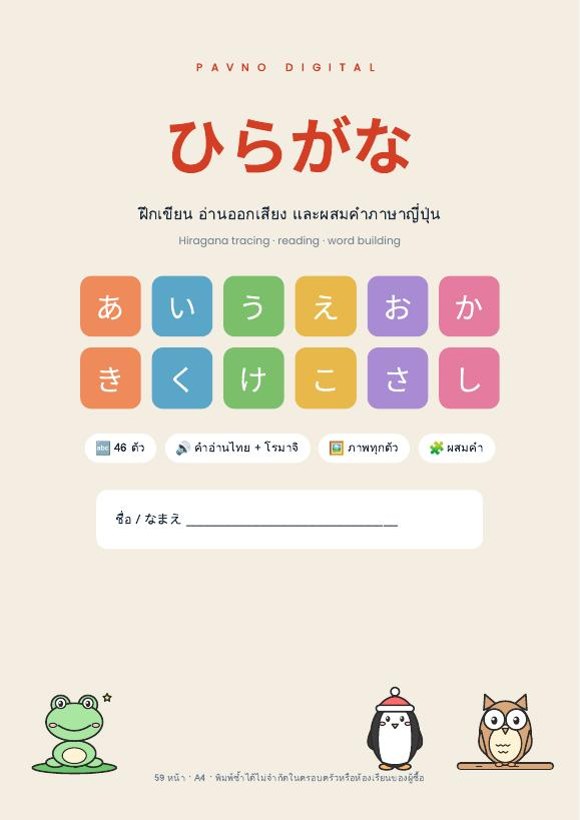 PAVNO DIGITAL
ひらがな
ฝึกเขียน อ่านออกเสียง และผสมคำภาษาญี่ปุ่น
Hiragana tracing · reading · word building
あ い う え お か
き く け こ さ し
abc 46 ตัว 🔊 คำอ่านไทย + โรมาจิ 🖼️ ภาพทุกตัว 🧩 ผสมคำ
ชื่อ / なまえ ________________________________
59 หน้า · A4 · พิมพ์ซ้ำได้ไม่จำกัดในครอบครัวหรือห้องเรียนของผู้ซื้อ